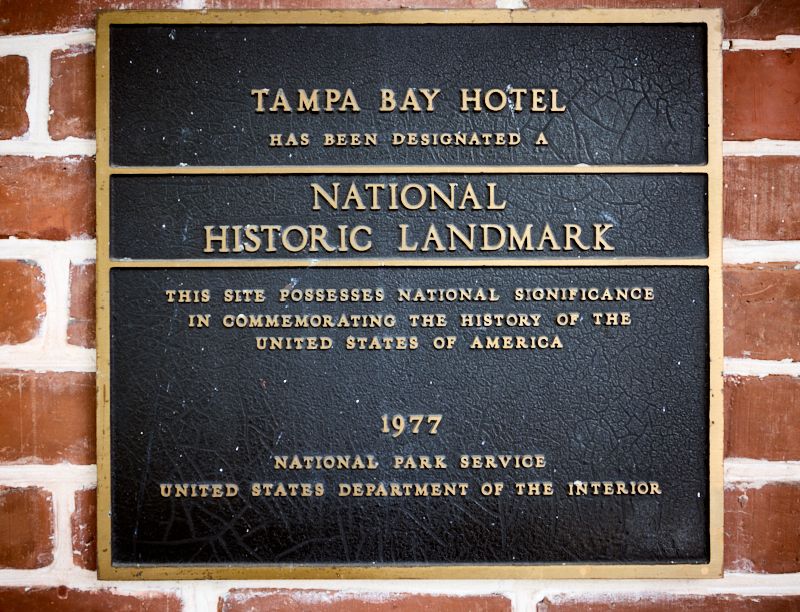 TAMPA BAY HOTEL
HAS BEEN DESIGNATED A
NATIONAL
HISTORIC LANDMARK
THIS SITE POSSESSES NATIONAL SIGNIFICANCE
IN COMMEMORATING THE HISTORY OF THE
UNITED STATES OF AMERICA
1977
NATIONAL PARK SERVICE
UNITED STATES DEPARTMENT OF THE INTERIOR